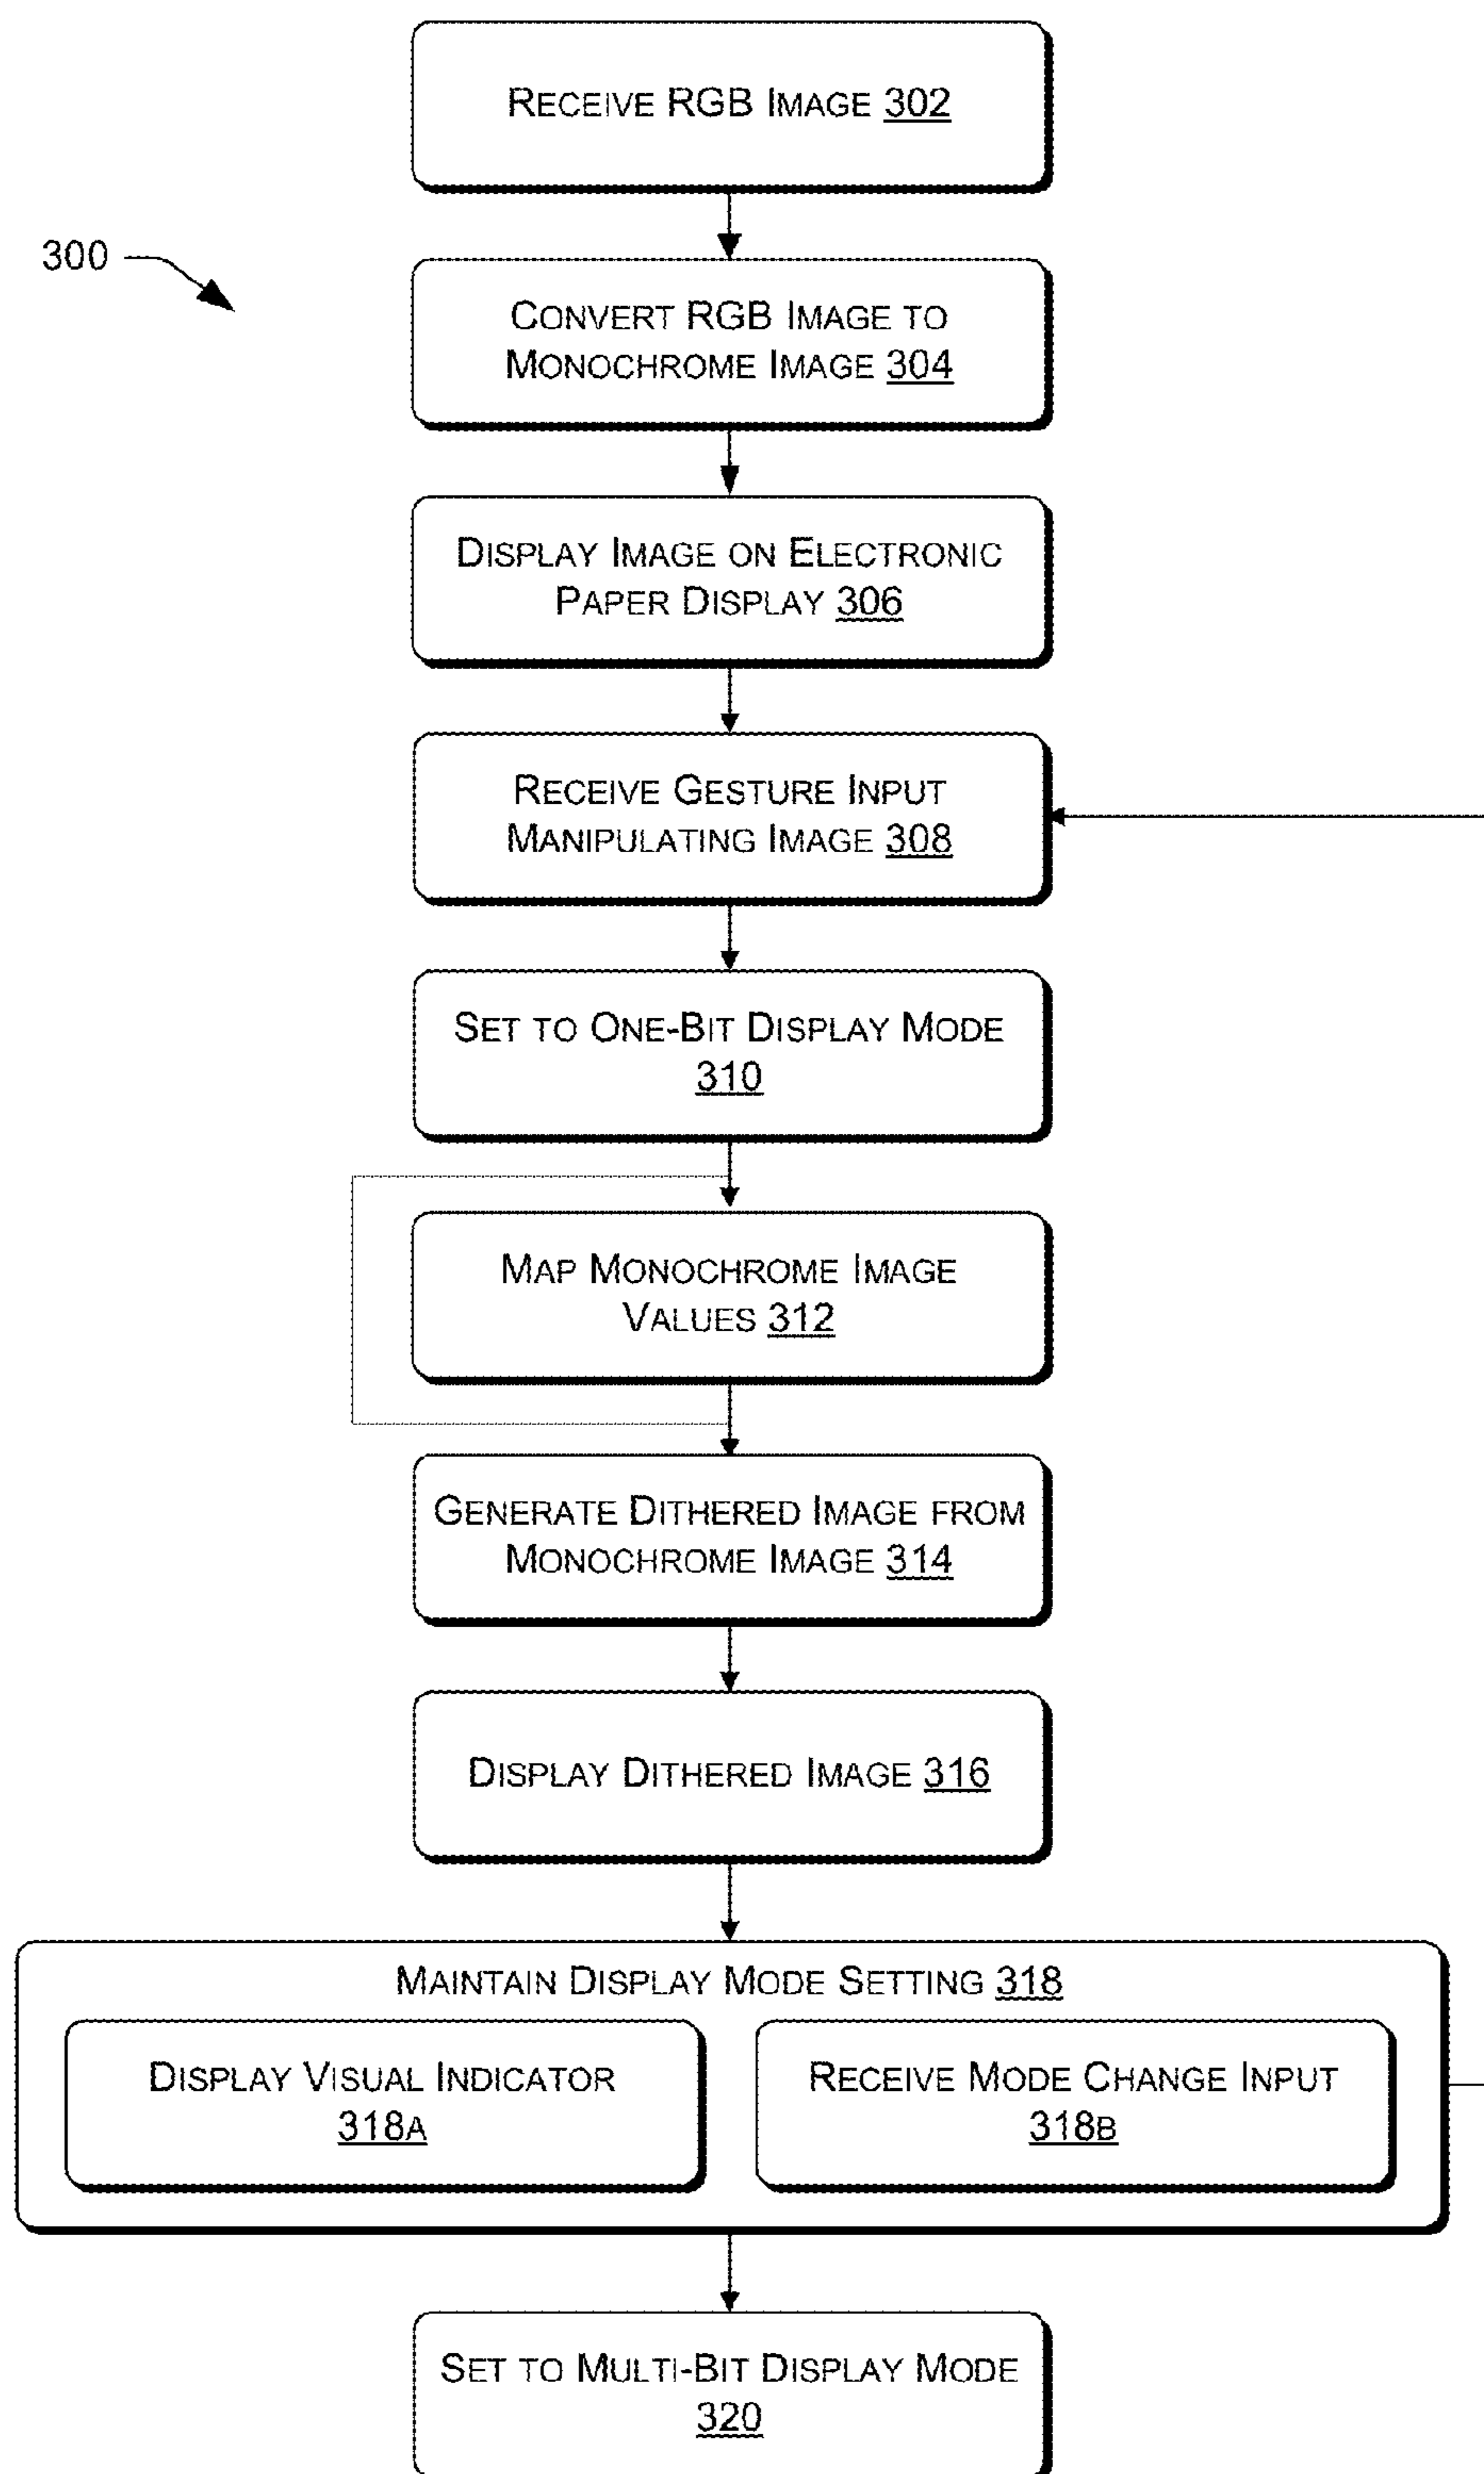 RECEIVE RGB IMAGE 302
300
CONVERT RGB IMAGE TO
MONOCHROME IMAGE 304
DISPLAY IMAGE ON ELECTRONIC
PAPER DISPLAY 306
RECEIVE GESTURE INPUT
MANIPULATING IMAGE 308
SET TO ONE-BIT DISPLAY MODE
310
MAP MONOCHROME IMAGE
VALUES 312
GENERATE DITHERED IMAGE FROM
MONOCHROME IMAGE 314
DISPLAY DITHERED IMAGE 316
MAINTAIN DISPLAY MODE SETTING 318
DISPLAY VISUAL INDICATOR
318A
RECEIVE MODE CHANGE INPUT
318B
SET TO MULTI-BIT DISPLAY MODE
320